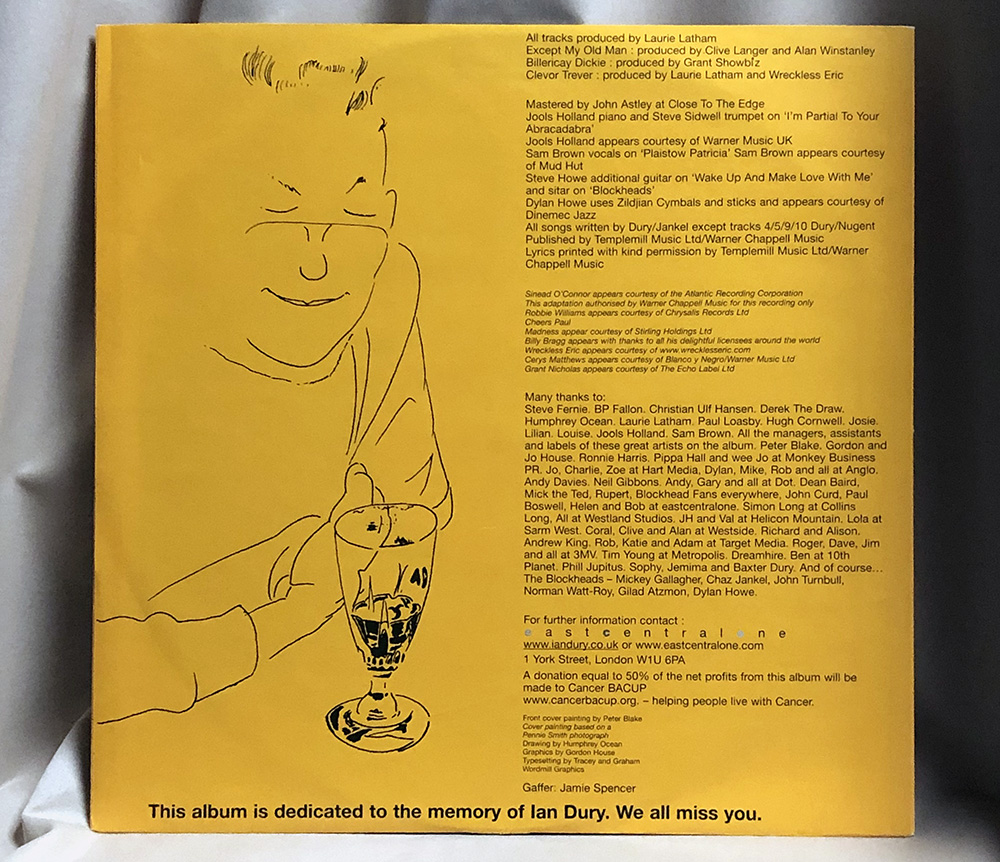 All tracks produced by Laurie Latham
Except My Old Man : produced by Clive Langer and Alan Winstanley
Billericay Dickie : produced by Grant Showbiz
Clevor Trever : produced by Laurie Latham and Wreckless Eric
Mastered by John Astley at Close To The Edge
Jools Holland piano and Steve Sidwell trumpet on ‘I’m Partial To Your
Abracadabra’
Jools Holland appears courtesy of Warner Music UK
Sam Brown vocals on ‘Plaistow Patricia’ Sam Brown appears courtesy
of Mud Hut
Steve Howe additional guitar on ‘Wake Up And Make Love With Me’
and sitar on ‘Blockheads’
Dylan Howe uses Zildjian Cymbals and sticks and appears courtesy of
Dinemec Jazz
All songs written by Dury/Jankel except tracks 4/5/9/10 Dury/Nugent
Published by Templemill Music Ltd/Warner Chappell Music
Lyrics printed with kind permission by Templemill Music Ltd/Warner
Chappell Music
Sinead O’Connor appears courtesy of the Atlantic Recording Corporation
This adaptation authorised by Warner Chappell Music for this recording only
Robbie Williams appears courtesy of Chrysalis Records Ltd
Cheers Paul
Madness appear courtesy of Stirling Holdings Ltd
Billy Bragg appears with thanks to all his delightful licensees around the world
Wreckless Eric appears courtesy of www.wrecklesseric.com
Cerys Matthews appears courtesy of Blanco y Negro/Warner Music Ltd
Grant Nicholas appears courtesy of The Echo Label Ltd
Many thanks to:
Steve Fernie. BP Fallon. Christian Ulf Hansen. Derek The Draw.
Humphrey Ocean. Laurie Latham. Paul Loasby. Hugh Cornwell. Josie.
Lilian. Louise. Jools Holland. Sam Brown. All the managers, assistants
and labels of these great artists on the album. Peter Blake. Gordon and
Jo House. Ronnie Harris. Pippa Hall and wee Jo at Monkey Business
PR. Jo, Charlie, Zoe at Hart Media, Dylan, Mike, Rob and all at Anglo.
Andy Davies. Neil Gibbons. Andy, Gary and all at Dot. Dean Baird,
Mick the Ted, Rupert, Blockhead Fans everywhere, John Curd, Paul
Boswell, Helen and Bob at eastcentralone. Simon Long at Collins
Long, All at Westland Studios. JH and Val at Helicon Mountain. Lola at
Sarm West. Coral, Clive and Alan at Westside. Richard and Alison.
Andrew King. Rob, Katie and Adam at Target Media. Roger, Dave, Jim
and all at 3MV. Tim Young at Metropolis. Dreamhire. Ben at 10th
Planet. Phill Jupitus. Sophy, Jemima and Baxter Dury. And of course...
The Blockheads – Mickey Gallagher, Chaz Jankel, John Turnbull,
Norman Watt-Roy, Gilad Atzmon, Dylan Howe.
For further information contact :
e a s t c e n t r a l o n e
www.iandury.co.uk or www.eastcentralone.com
1 York Street, London W1U 6PA
A donation equal to 50% of the net profits from this album will be
made to Cancer BACUP
www.cancerbacup.org. – helping people live with Cancer.
Front cover painting by Peter Blake
Cover painting based on a
Pennie Smith photograph
Drawing by Humphrey Ocean
Graphics by Gordon House
Typesetting by Tracey and Graham
Wordmill Graphics
Gaffer: Jamie Spencer
This album is dedicated to the memory of Ian Dury. We all miss you.